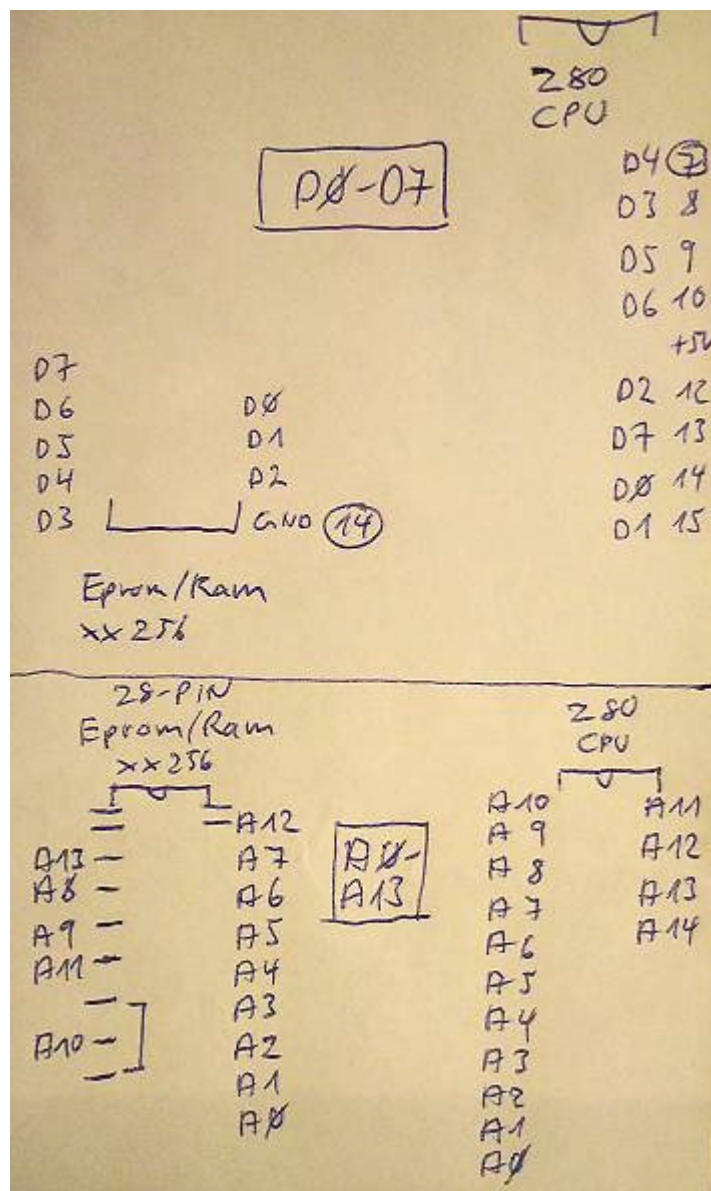 Z80
CPU
DØ-D7
D4 7
D3 8
D5 9
D6 10
+5V
D2 12
D7 13
DØ 14
D1 15
D7
D6 DØ
D5 D1
D4 D2
D3 GND 14
Eprom/Ram
xx256
28-PIN
Eprom/Ram
xx256
A12
A13 A7
A8 A6
A9 A5
A11 A4
A3
A10 A2
A1
AØ
AØ-
A13
Z80
CPU
A10 A11
A9 A12
A8
A7 A13
A6 A14
A5
A4
A3
A2
A1
AØ